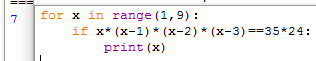 ===
7 for x in range(1,9):
if x*(x-1)*(x-2)*(x-3)==35*24:
print(x)